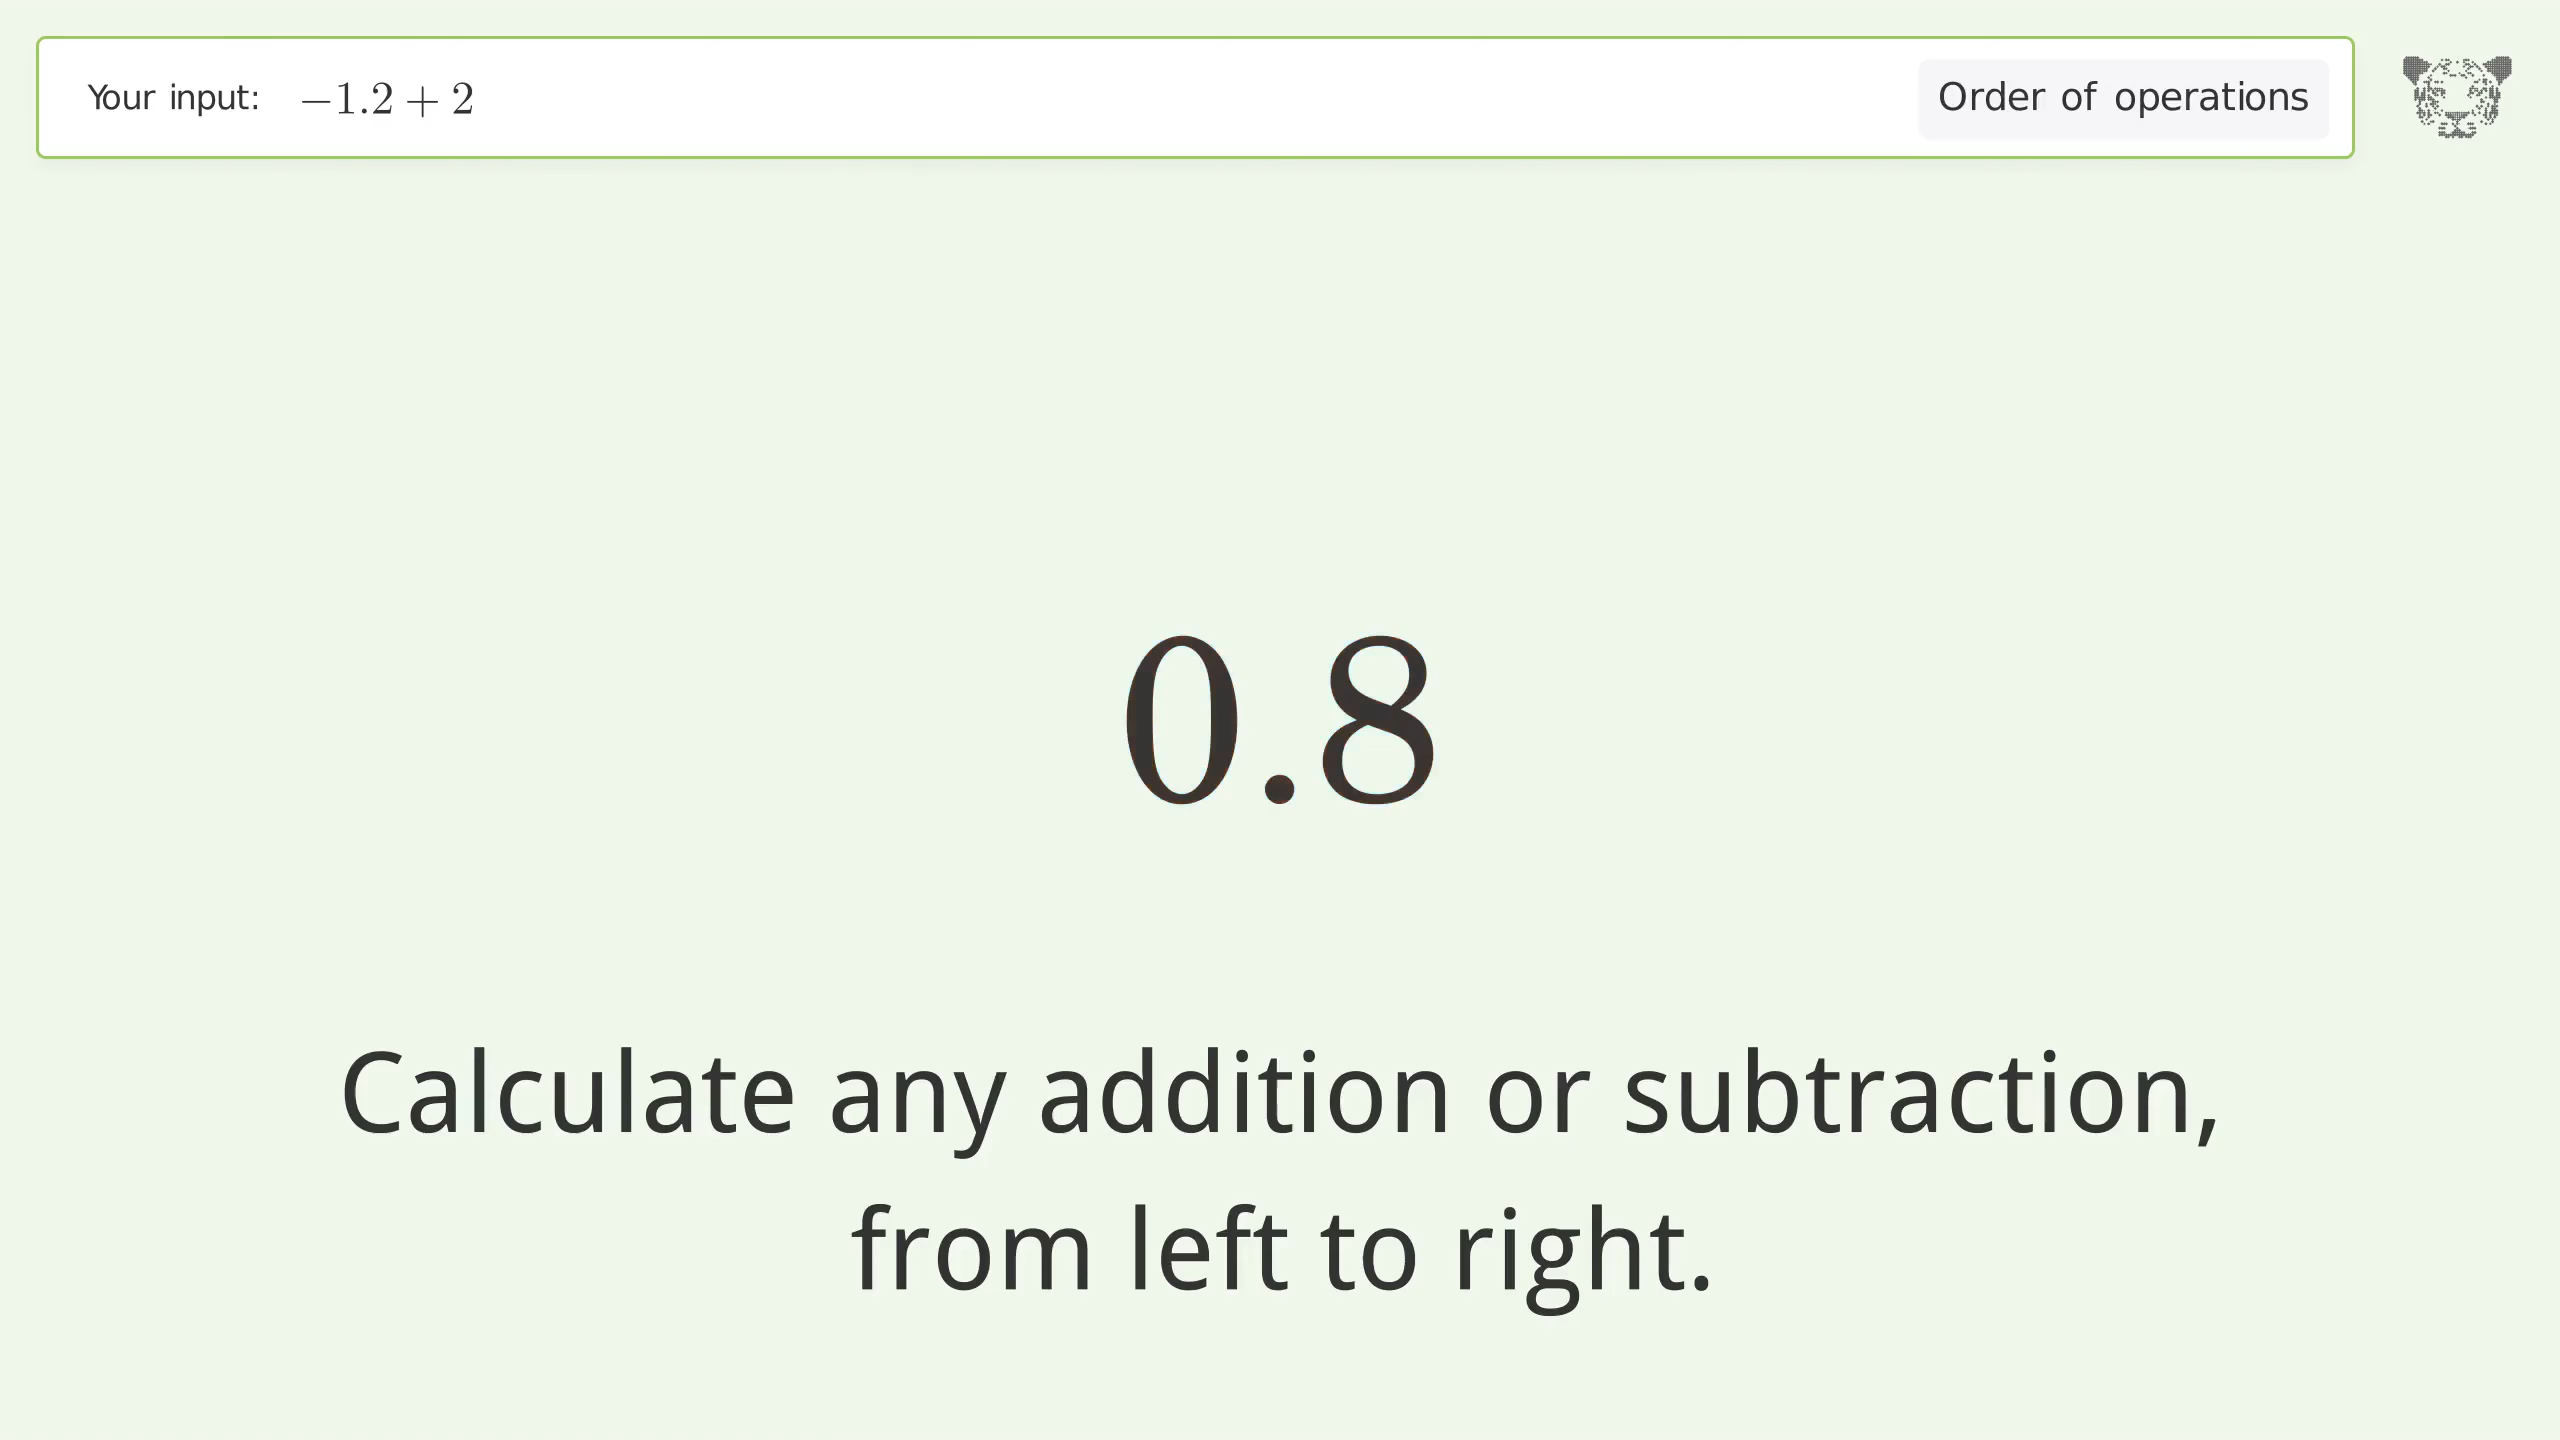 Your input: −1.2 + 2 Order of operations
0.8
Calculate any addition or subtraction,
from left to right.